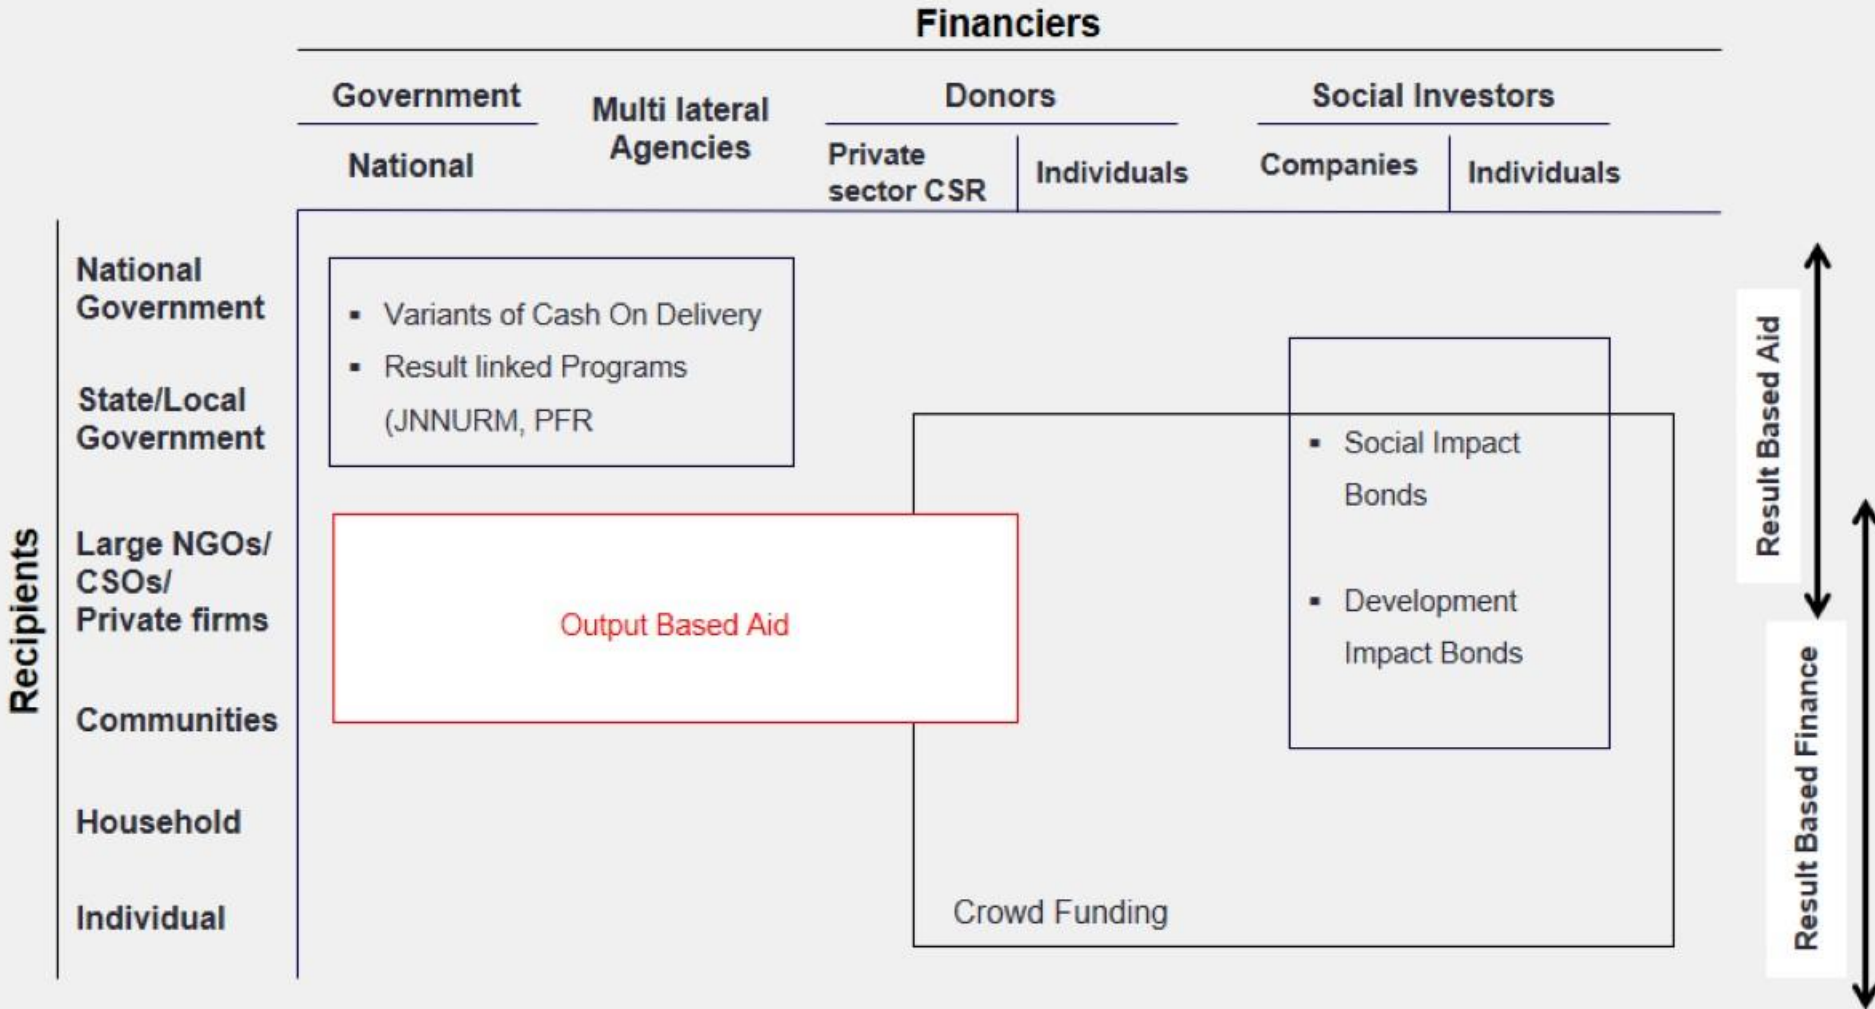 Financiers
Government
Multi lateral
Agencies
Donors
Social Investors
National
Private
sector CSR
Individuals
Companies
Individuals
Recipients
National
Government
State/Local
Government
Large NGOs/
CSOs/
Private firms
Communities
Household
Individual
▪ Variants of Cash On Delivery
▪ Result linked Programs
(JNNURM, PFR
Output Based Aid
▪ Social Impact
Bonds
▪ Development
Impact Bonds
Crowd Funding
Result Based Aid
Result Based Finance